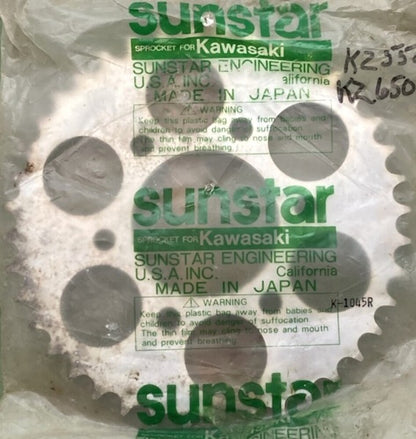 sunstar
SPROCKET FOR Kawasaki
SUNSTAR ENGINEERING
U.S.A. INC. alifornia
MADE IN JAPAN
KZ550
KZ650
⚠ WARNING
Keep this plastic bag away from babies and
children to avoid danger of suffocation.
The thin film may cling to nose and mouth
and prevent breathing.
sunstar
SPROCKET FOR Kawasaki
SUNSTAR ENGINEERING
U.S.A. INC. California
MADE IN JAPAN
⚠ WARNING
K-1045R
Keep this plastic bag away from babies and
children to avoid danger of suffocation.
The thin film may cling to nose and mouth
and prevent breathing.
sunstar